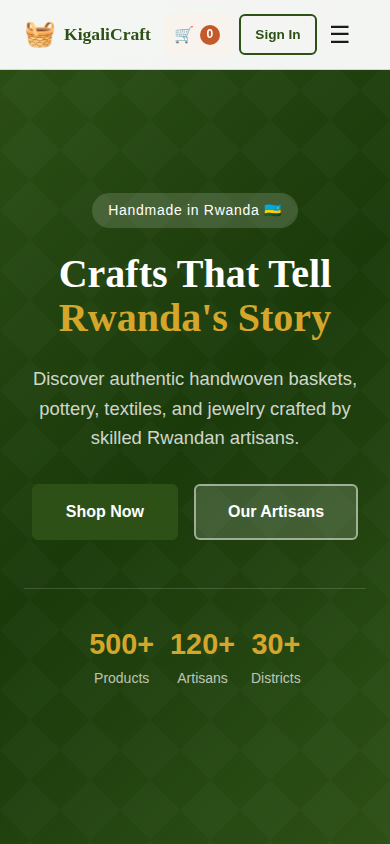 KigaliCraft
0
Sign In
Handmade in Rwanda 🇷🇼
Crafts That Tell
Rwanda's Story
Discover authentic handwoven baskets,
pottery, textiles, and jewelry crafted by
skilled Rwandan artisans.
Shop Now
Our Artisans
500+ 120+ 30+
Products Artisans Districts